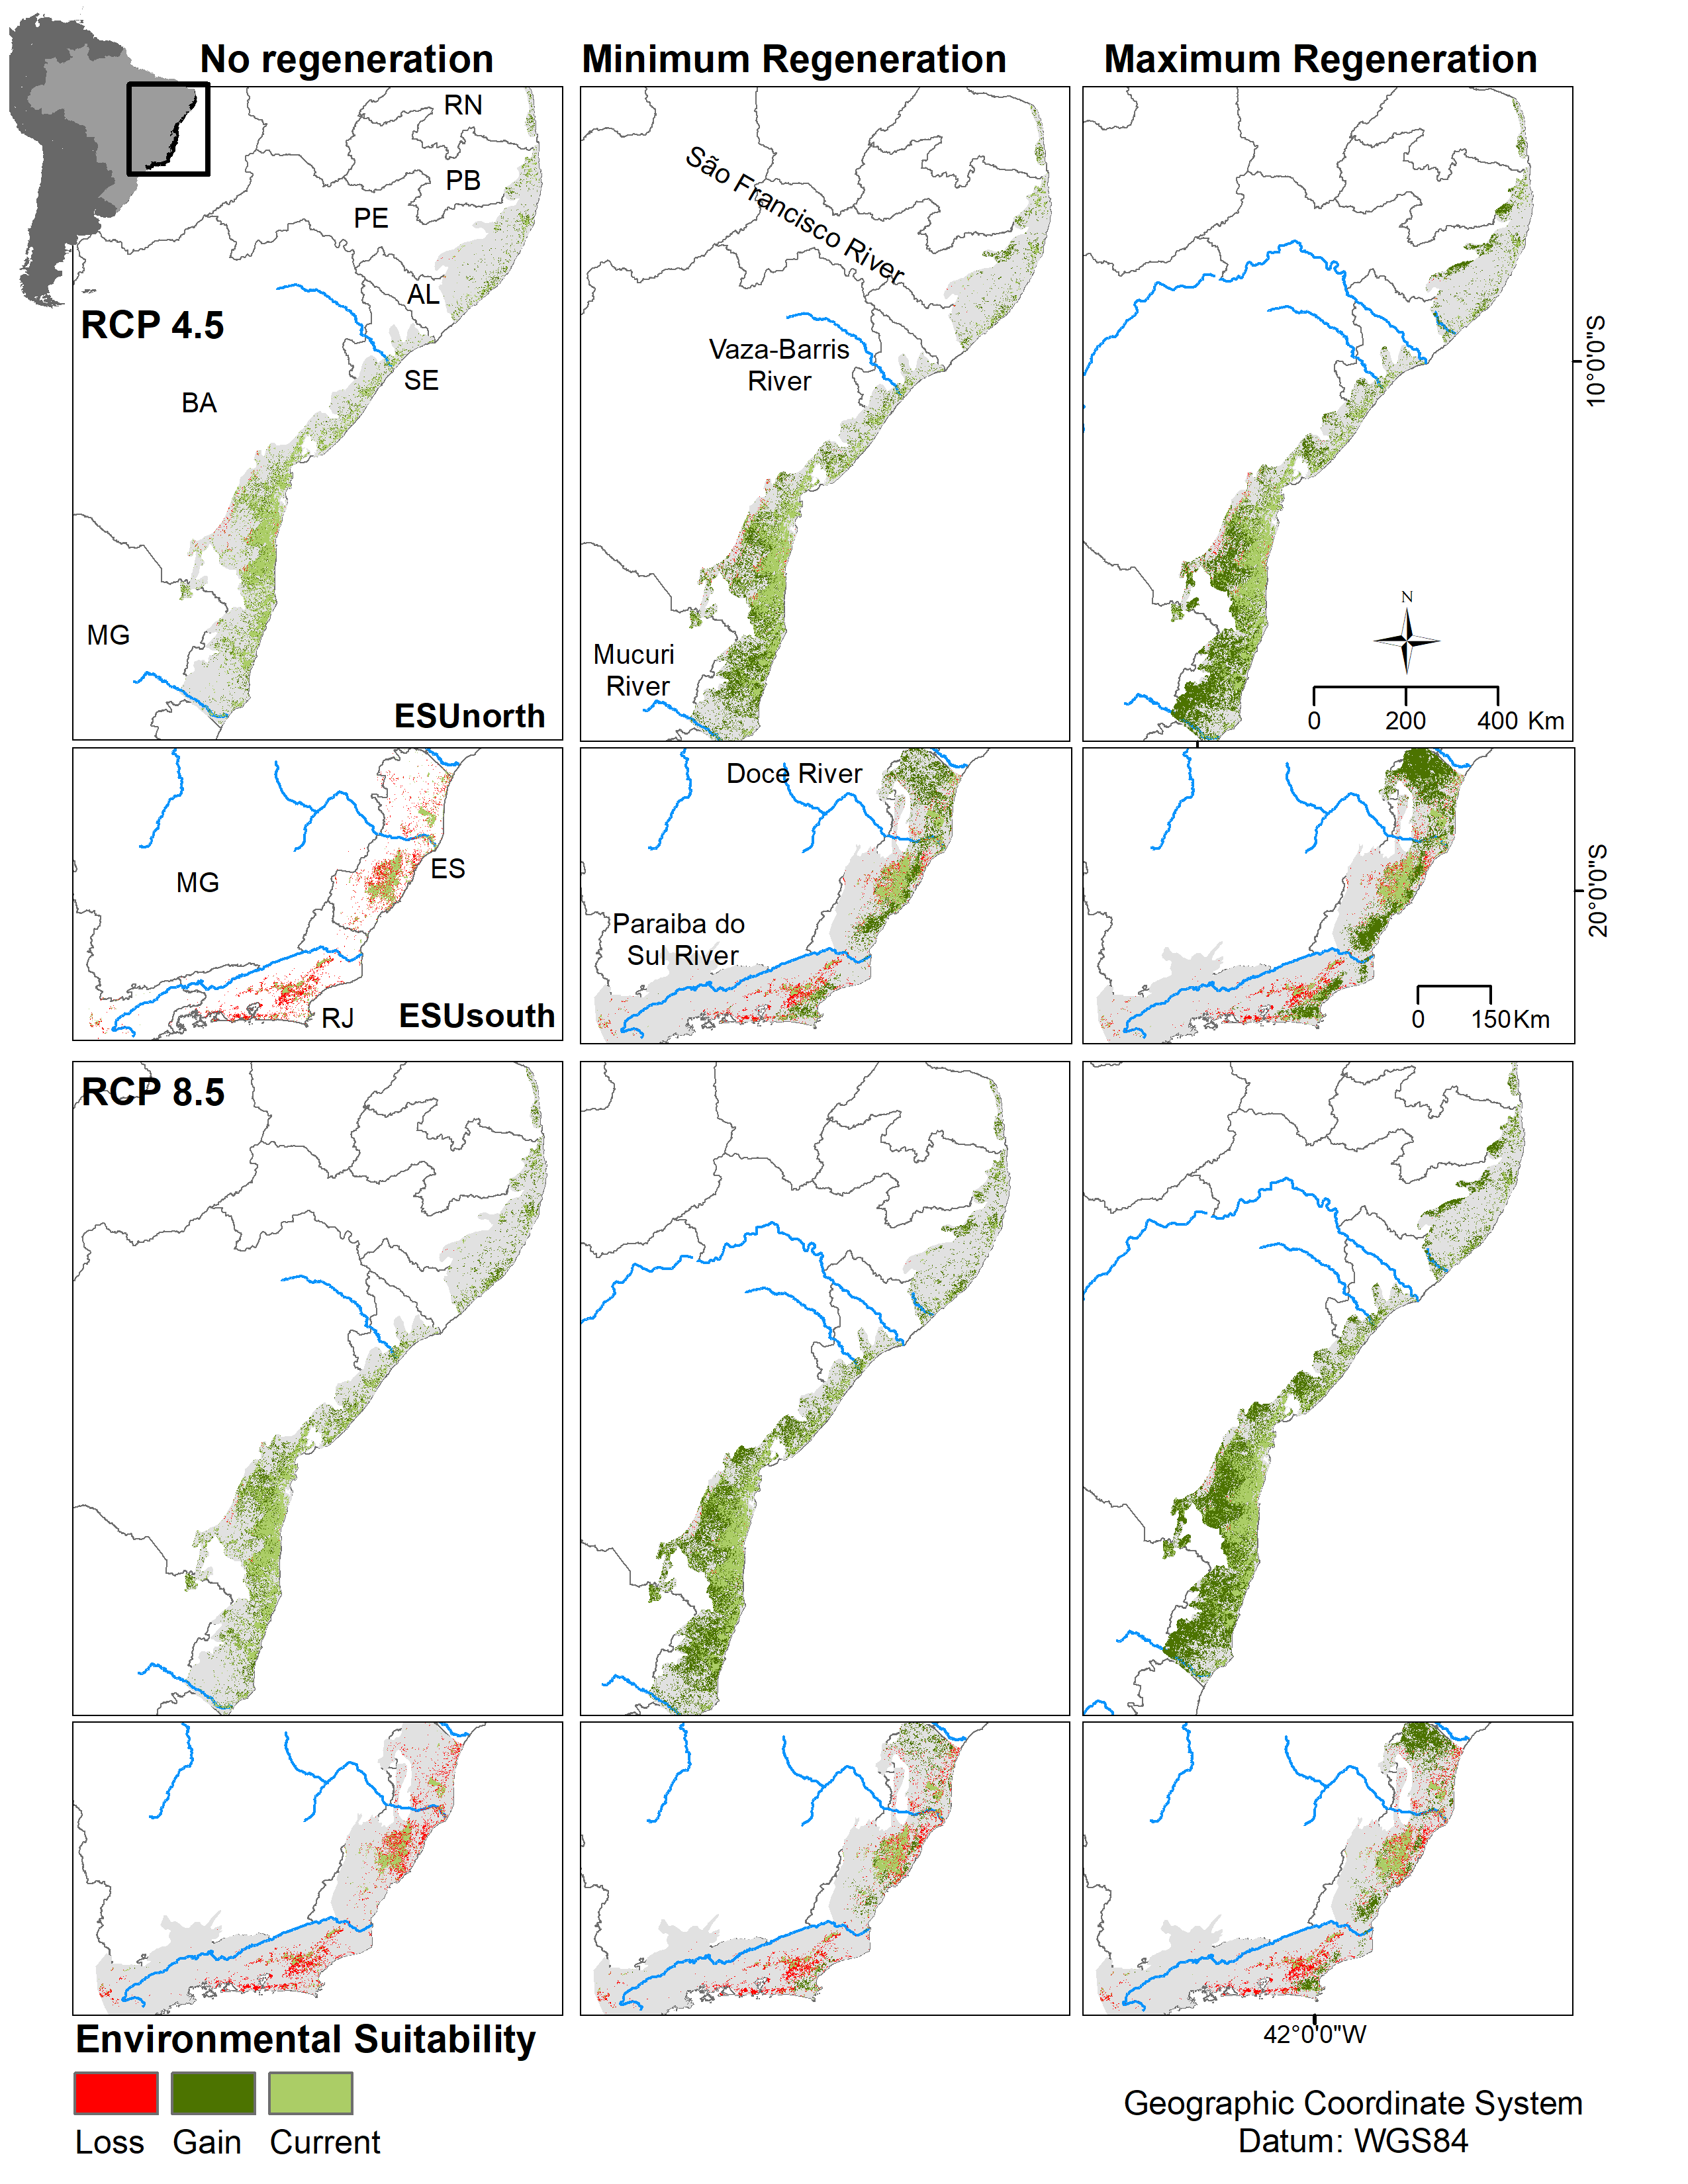 No regeneration
Minimum Regeneration
Maximum Regeneration
RN
PB
PE
AL
RCP 4.5
SE
BA
MG
ESUnorth
São Francisco River
Vaza-Barris
River
Mucuri
River
N
0 200 400 Km
10°0'0"S
MG
ES
RJ
ESUsouth
Doce River
Paraiba do
Sul River
0 150 Km
20°0'0"S
RCP 8.5
42°0'0"W
Environmental Suitability
Loss Gain Current
Geographic Coordinate System
Datum: WGS84